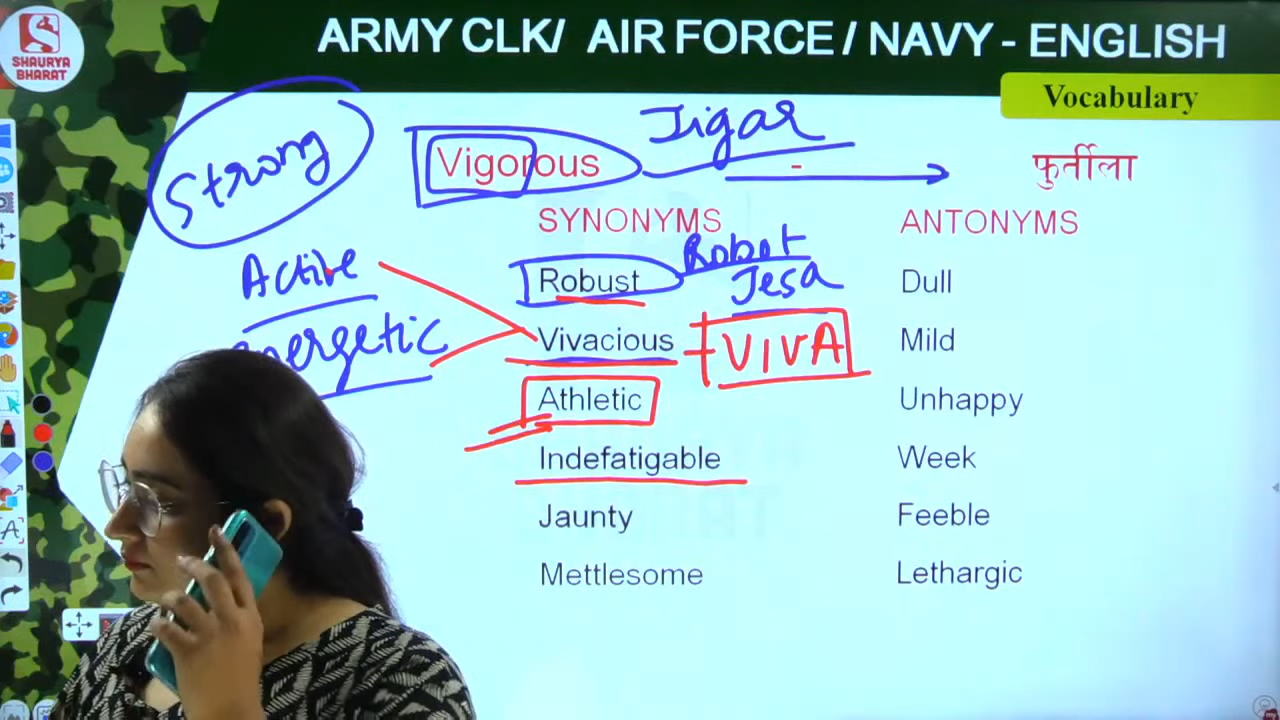 SHAURYA
BHARAT
ARMY CLK/ AIR FORCE / NAVY - ENGLISH
Vocabulary
Strong
Vigorous
Jigar
-
फुर्तीला
SYNONYMS
ANTONYMS
Active
Robust
Robot
Jesa
Dull
Energetic
Vivacious
VIVA
Mild
Athletic
Unhappy
Indefatigable
Week
Jaunty
Feeble
Mettlesome
Lethargic
A